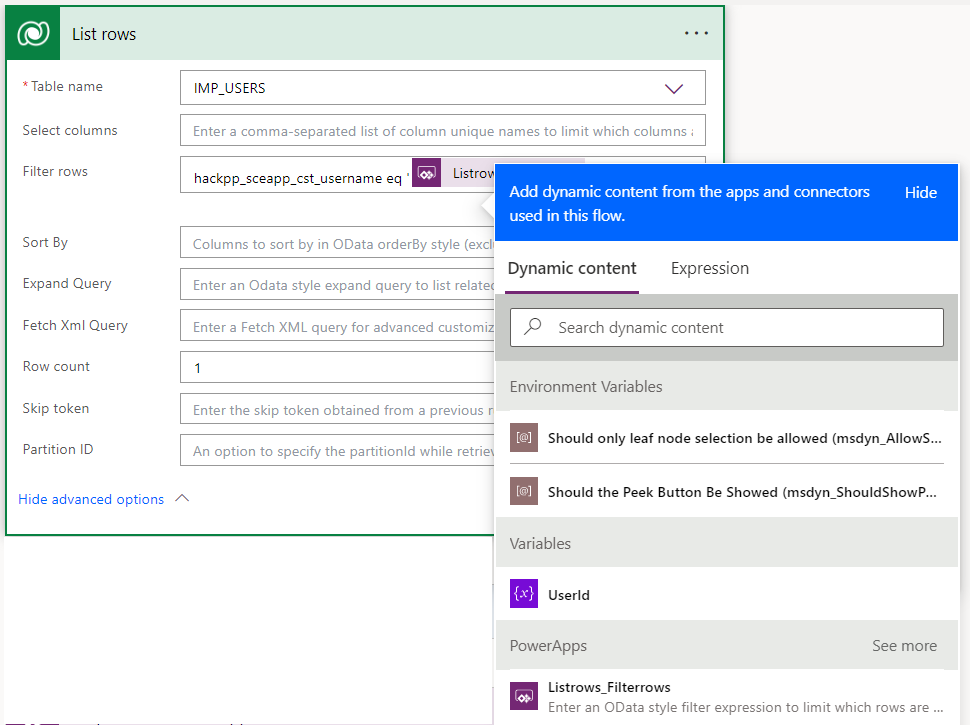 List rows
...
* Table name
IMP_USERS
Select columns
Enter a comma-separated list of column unique names to limit which columns
Filter rows
hackpp_sceapp_cst_username eq '
Sort By
Columns to sort by in OData orderBy style
Expand Query
Enter an Odata style expand query to list
Fetch Xml Query
Enter a Fetch XML query for advanced
Row count
1
Skip token
Enter the skip token obtained from a previous
Partition ID
An option to specify the partitionId while
Hide advanced options
Add dynamic content from the apps and connectors
used in this flow.
Hide
Dynamic content
Expression
Search dynamic content
Environment Variables
[@] Should only leaf node selection be allowed (msdyn_AllowS...
[@] Should the Peek Button Be Showed (msdyn_ShouldShowP...
Variables
{x} UserId
PowerApps
See more
Listrows_Filterrows
Enter an OData style filter expression to limit which rows are ...